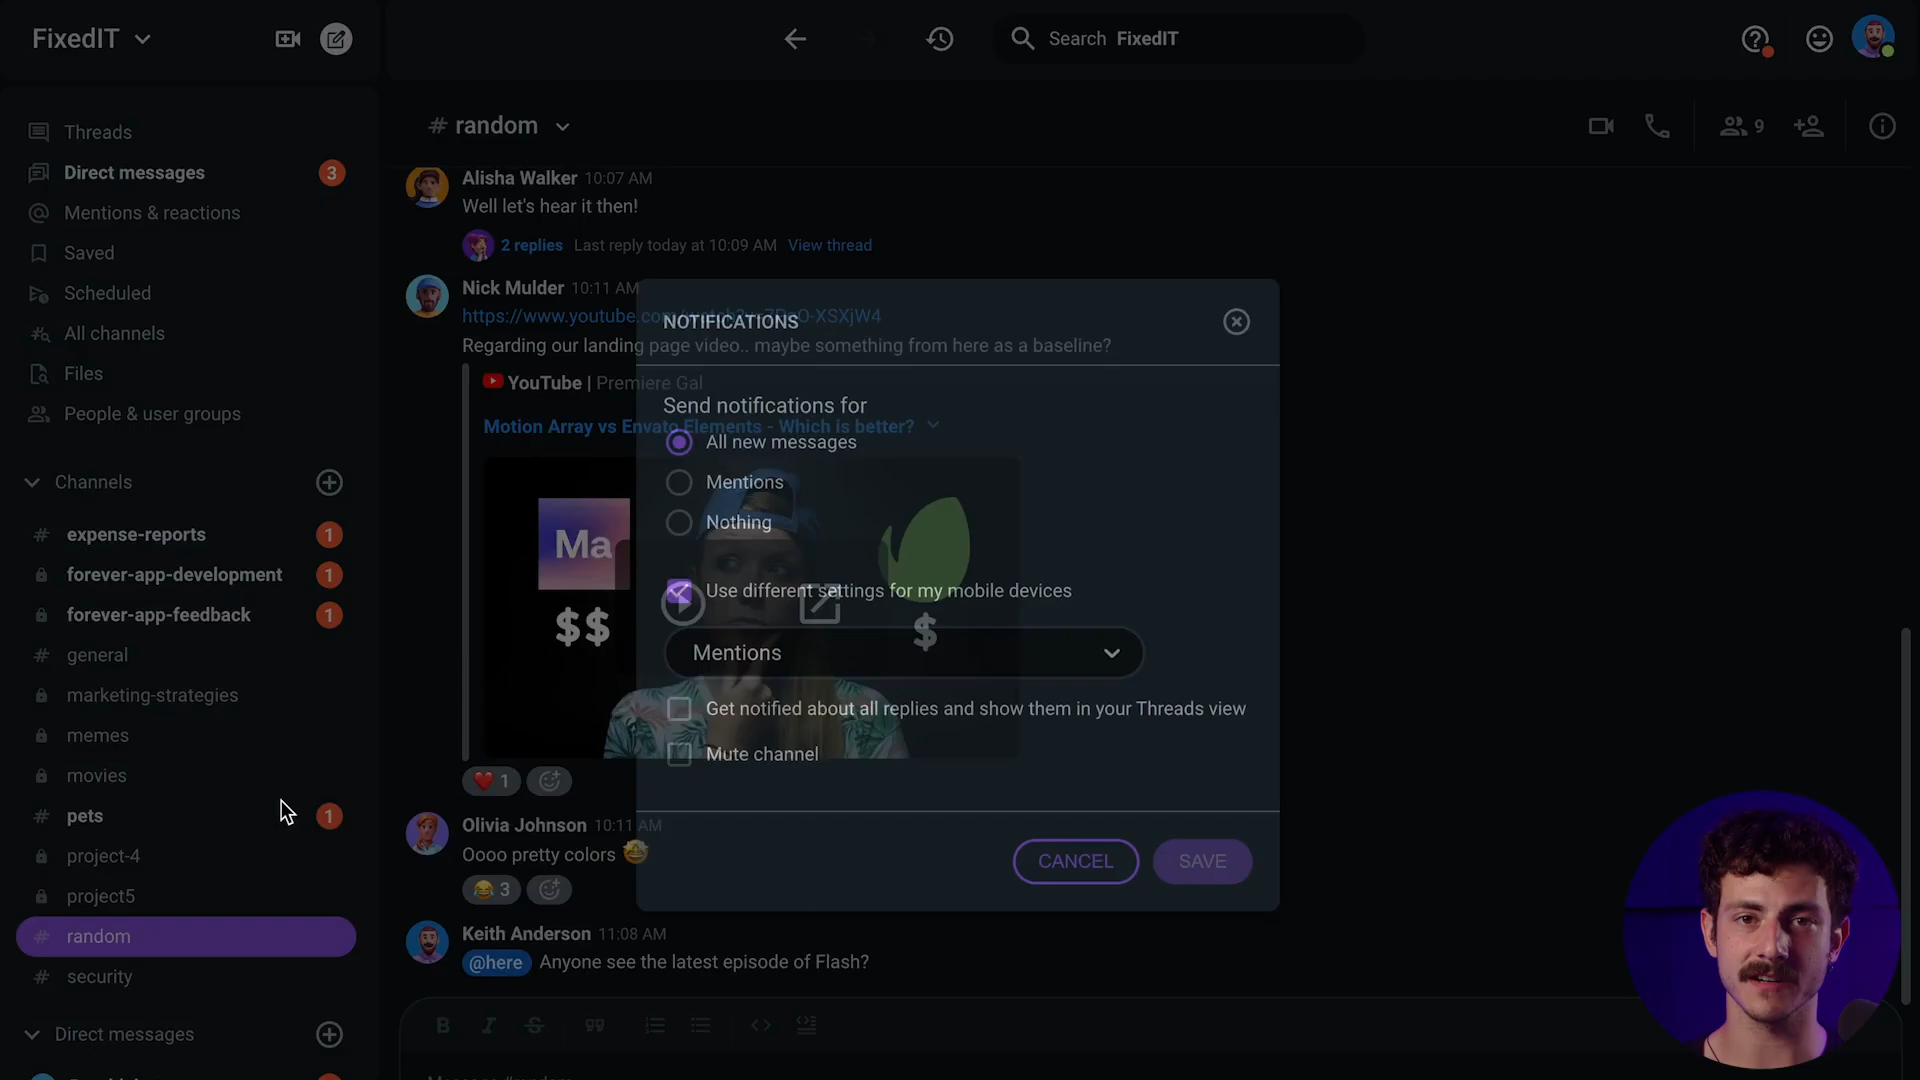 FixedIT
Search FixedIT
Threads
Direct messages 3
Mentions & reactions
Saved
Scheduled
All channels
Files
People & user groups
Channels
expense-reports 1
forever-app-development 1
forever-app-feedback 1
general
marketing-strategies
memes
movies
pets 1
project-4
project5
random
security
Direct messages
# random
9
Alisha Walker 10:07 AM
Well let's hear it then!
2 replies Last reply today at 10:09 AM View thread
Nick Mulder 10:11 AM
https://www.youtube.com
O-XSXjW4
Regarding our landing page video.. maybe something from here as a baseline?
YouTube | Premiere Gal
Motion Array vs Envato Elements - Which is better?
Ma
$$
$
❤️ 1
Olivia Johnson 10:11 AM
Oooo pretty colors 🤩
😂 3
Keith Anderson 11:08 AM
@here Anyone see the latest episode of Flash?
B I S
NOTIFICATIONS
Send notifications for
All new messages
Mentions
Nothing
Use different settings for my mobile devices
Mentions
Get notified about all replies and show them in your Threads view
Mute channel
CANCEL SAVE